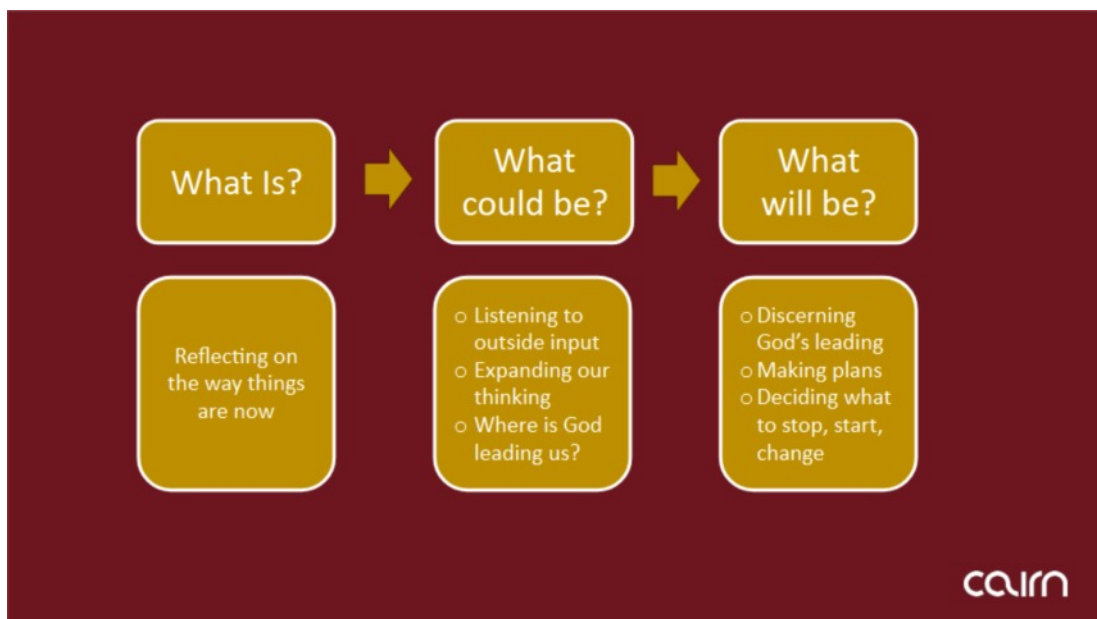 What Is?
What
could be?
What
will be?
Reflecting on
the way things
are now
○ Listening to
outside input
○ Expanding our
thinking
○ Where is God
leading us?
○ Discerning
God's leading
○ Making plans
○ Deciding what
to stop, start,
change
cairn